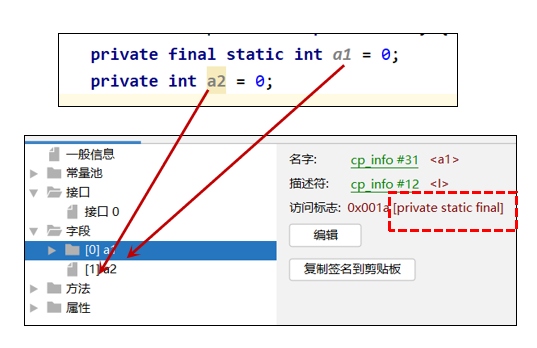 private final static int a1 = 0;
private int a2 = 0;
一般信息
常量池
接口
接口 0
字段
[0] a1
[1] a2
方法
属性
名字: cp_info #31 <a1>
描述符: cp_info #12 <I>
访问标志: 0x001a [private static final]
编辑
复制签名到剪贴板